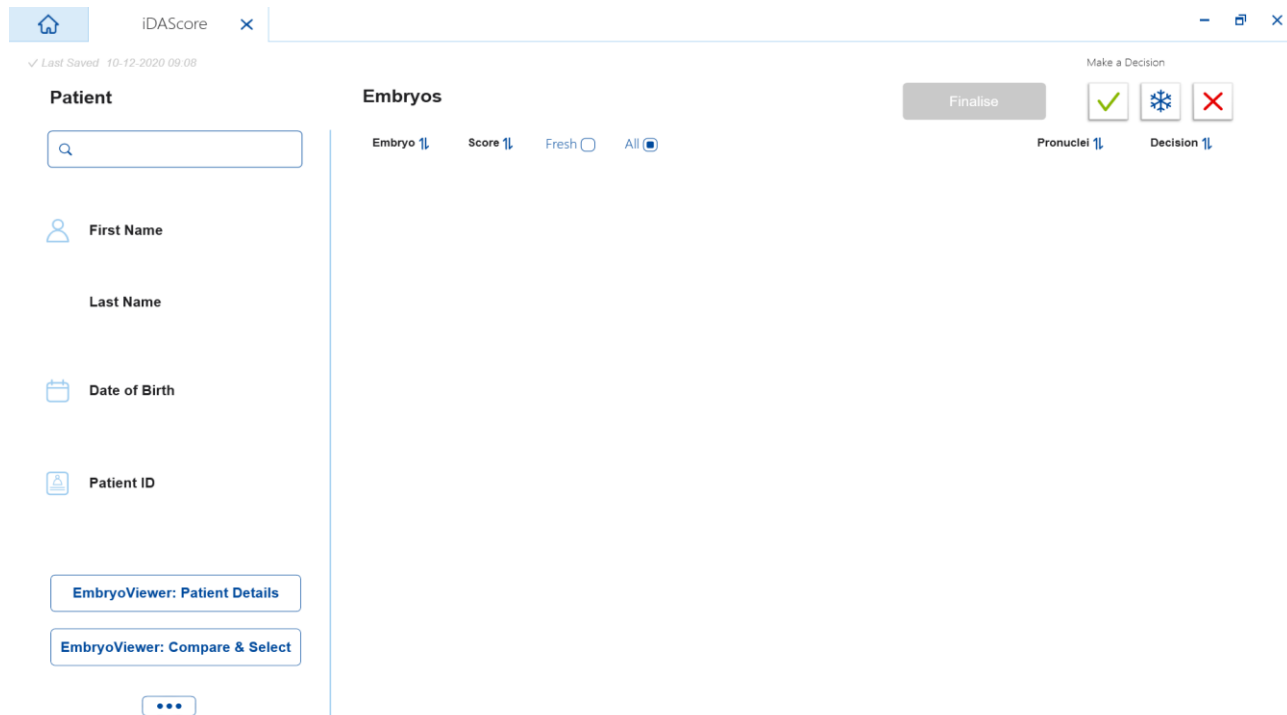 iDAScore
Last Saved 10-12-2020 09:08
Make a Decision
Patient
Embryos
Finalise
Embryo Score Fresh All Pronuclei Decision
First Name
Last Name
Date of Birth
Patient ID
EmbryoViewer: Patient Details
EmbryoViewer: Compare & Select